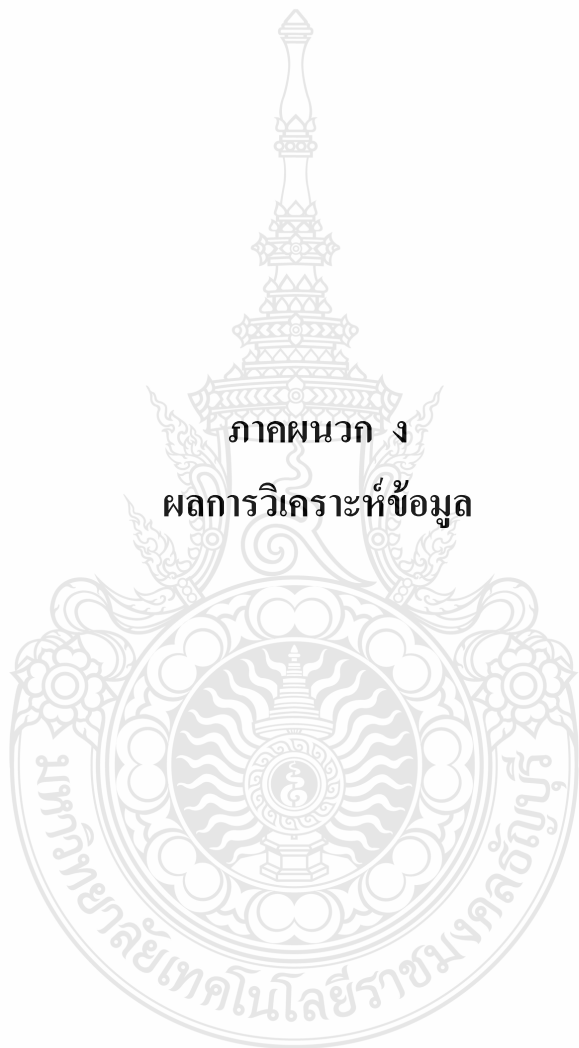 ภาคผนวก ง
ผลการวิเคราะห์ข้อมูล
มหาวิทยาลัยเทคโนโลยีราชมงคลธัญบุรี